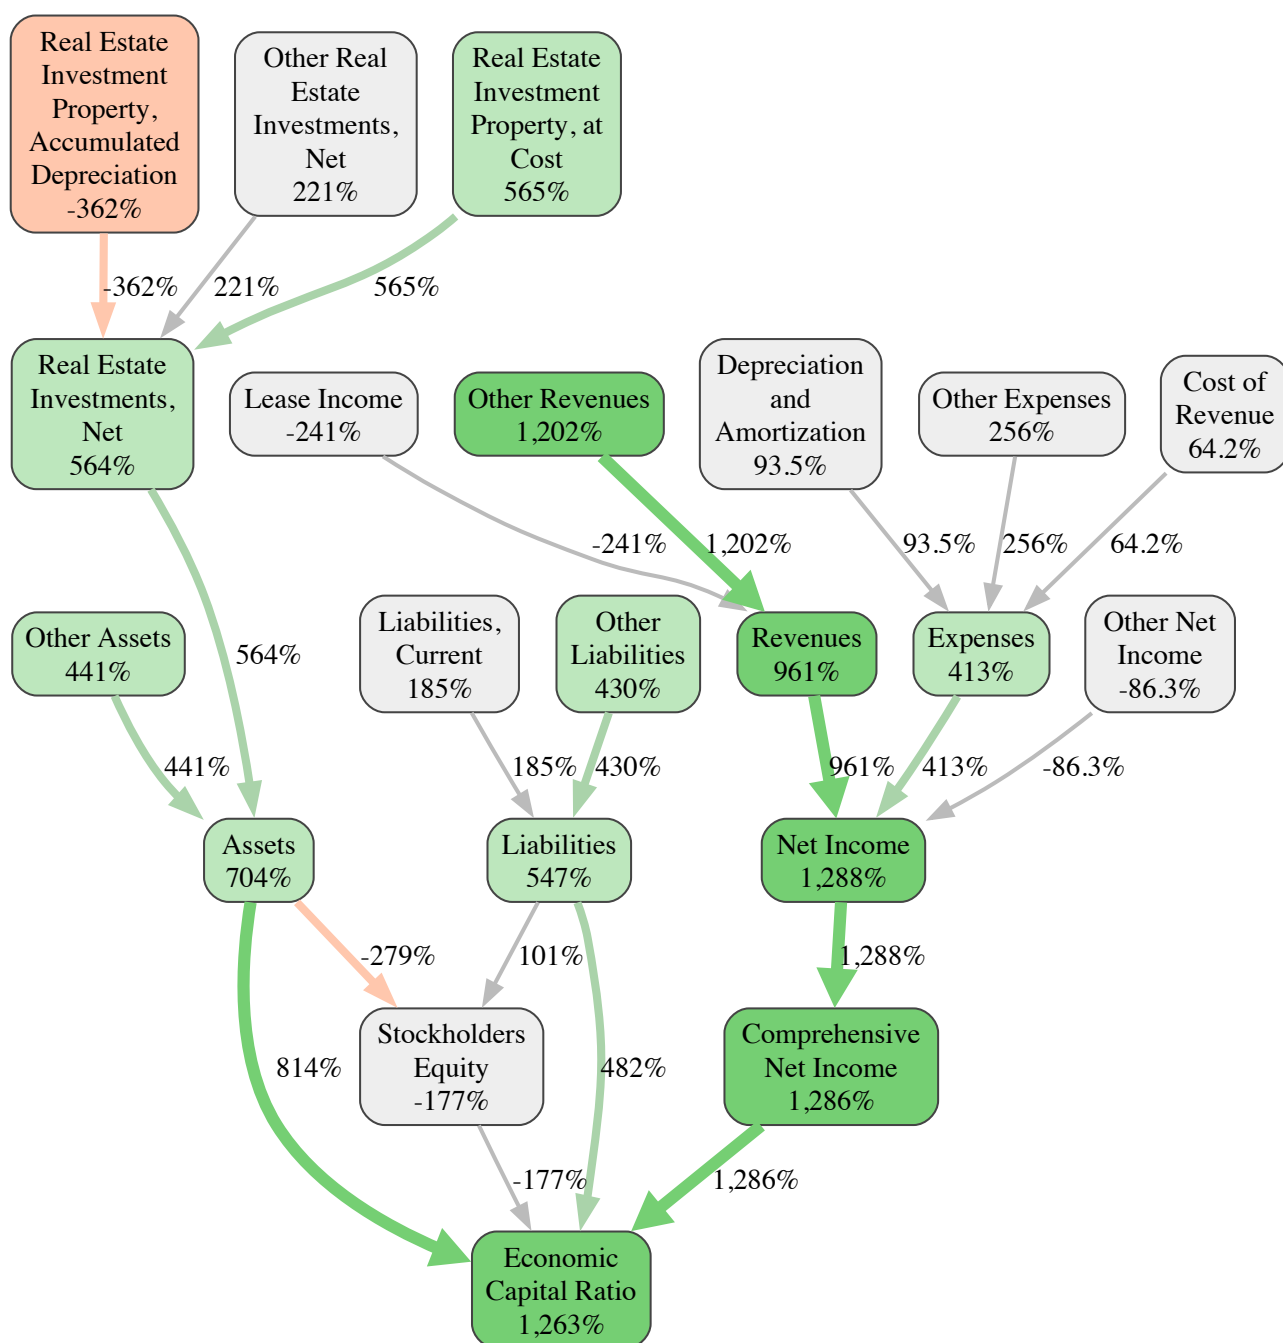 Real Estate
Investment
Property,
Accumulated
Depreciation
-362%
Other Real
Estate
Investments,
Net
221%
Real Estate
Investment
Property, at
Cost
565%
-362%
221%
565%
Real Estate
Investments,
Net
564%
Lease Income
-241%
Other Revenues
1,202%
Depreciation
and
Amortization
93.5%
Other Expenses
256%
Cost of
Revenue
64.2%
-241%
1,202%
93.5%
256%
64.2%
Other Assets
441%
564%
Liabilities,
Current
185%
Other
Liabilities
430%
Revenues
961%
Expenses
413%
Other Net
Income
-86.3%
441%
185%
430%
961%
413%
-86.3%
Assets
704%
Liabilities
547%
Net Income
1,288%
-279%
101%
1,288%
814%
Stockholders
Equity
-177%
482%
Comprehensive
Net Income
1,286%
-177%
1,286%
Economic
Capital Ratio
1,263%